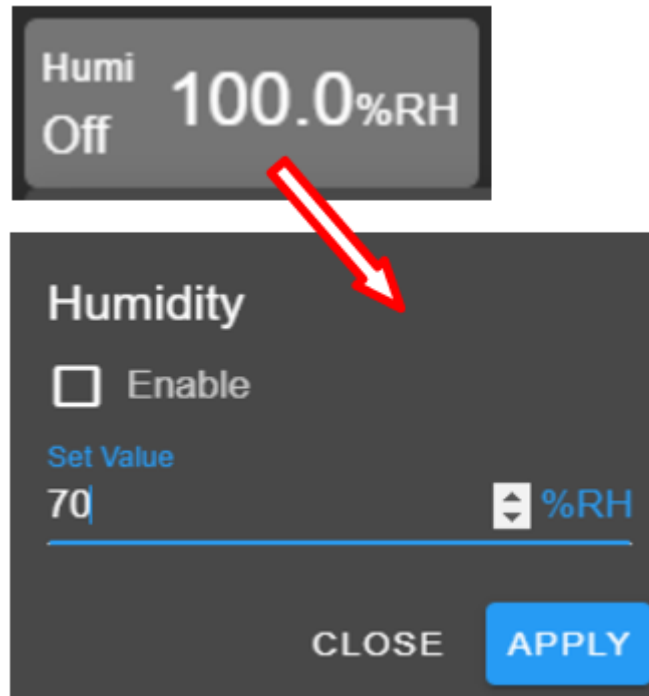 Humi
Off 100.0%RH
Humidity
Enable
Set Value
70 %RH
CLOSE APPLY